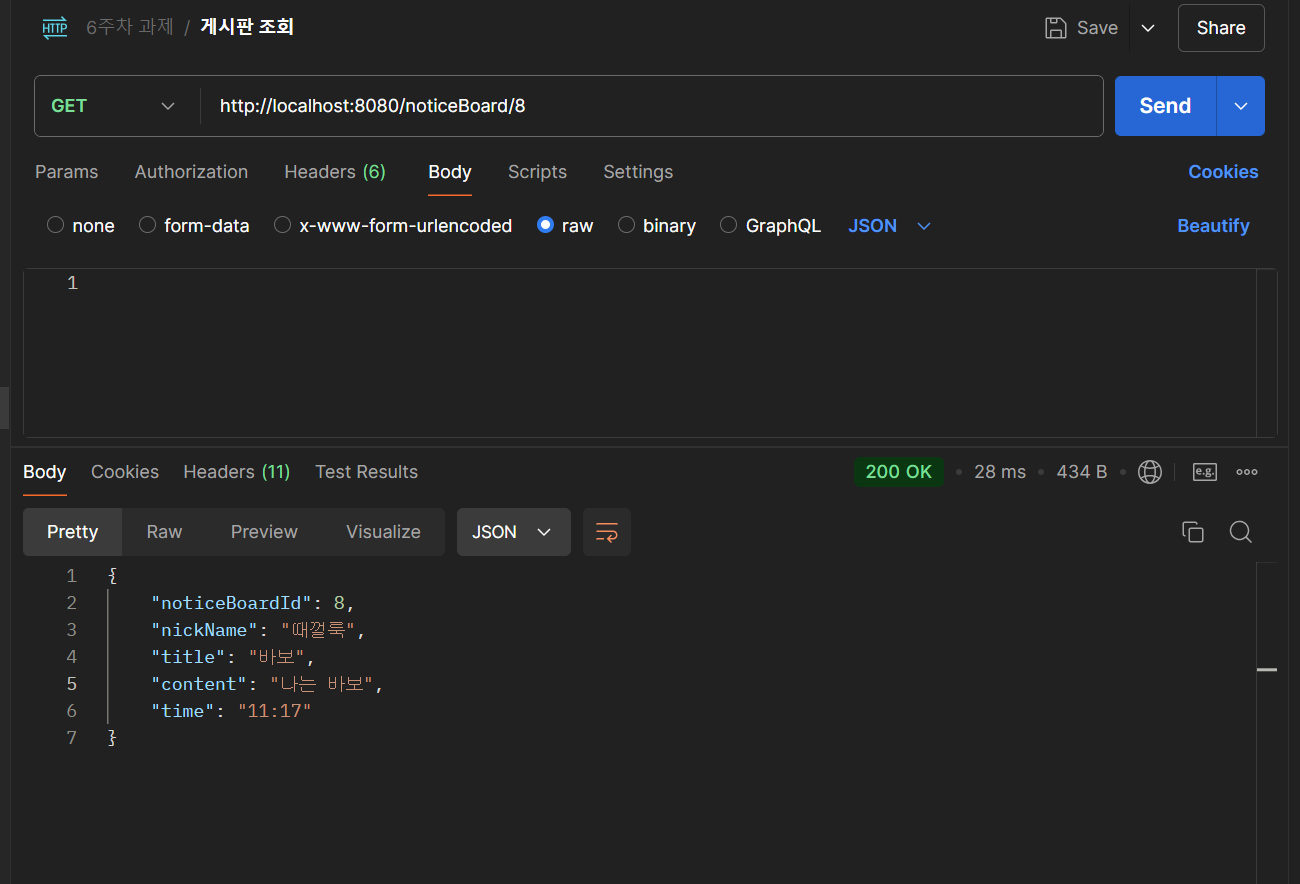 HTTP 6주차 과제 / 게시판 조회 Save Share
GET http://localhost:8080/noticeBoard/8 Send
Params Authorization Headers (6) Body Scripts Settings Cookies
none form-data x-www-form-urlencoded raw binary GraphQL JSON Beautify
1
Body Cookies Headers (11) Test Results 200 OK • 28 ms • 434 B • e.g.
Pretty Raw Preview Visualize JSON
1 {
2 "noticeBoardId": 8,
3 "nickName": "때껄룩",
4 "title": "바보",
5 "content": "나는 바보",
6 "time": "11:17"
7 }